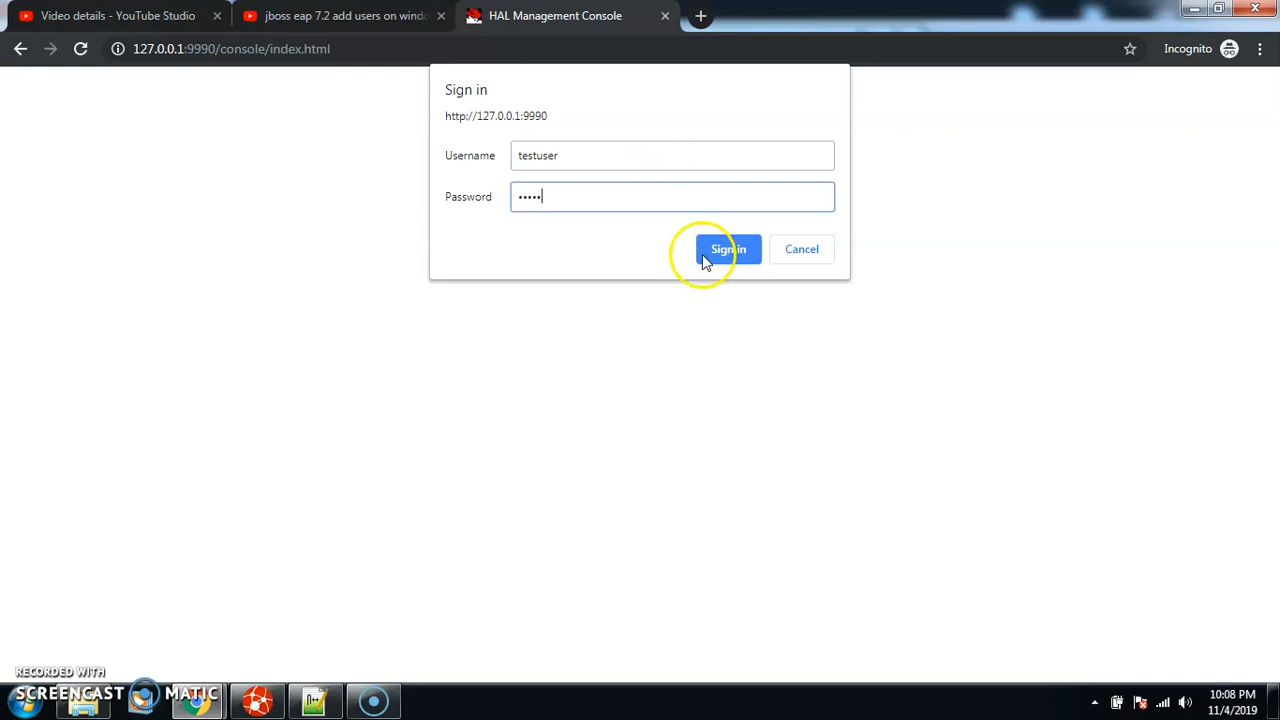 Video details - YouTube Studio
jboss eap 7.2 add users on windo
HAL Management Console
127.0.0.1:9990/console/index.html
Incognito
Sign in
http://127.0.0.1:9990
Username
testuser
Password
•••••
Sign in
Cancel
RECORDED WITH
SCREENCAST MATIC
10:08 PM
11/4/2019